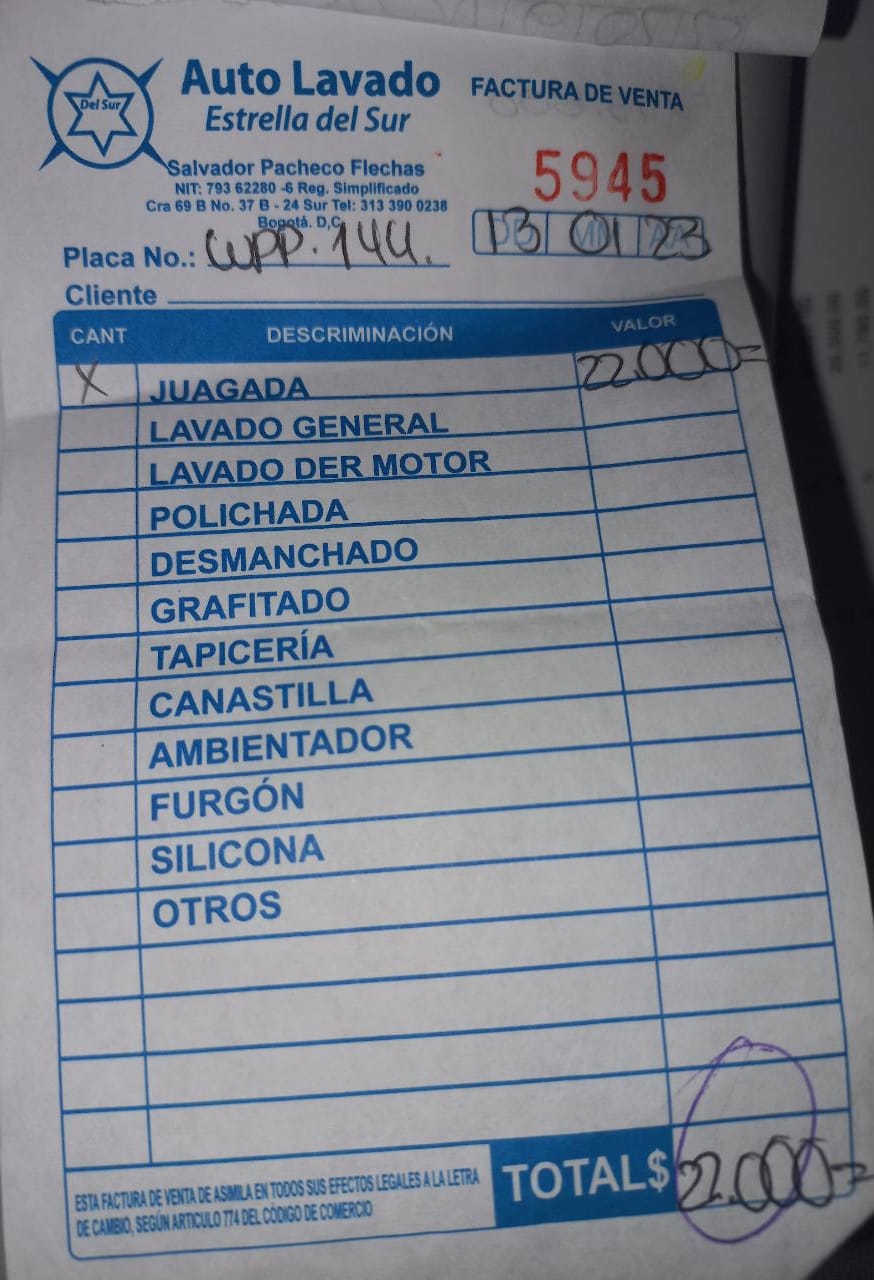 Del Sur
Auto Lavado
Estrella del Sur
FACTURA DE VENTA
Salvador Pacheco Flechas
NIT: 793 62280 -6 Reg. Simplificado
Cra 69 B No. 37 B - 24 Sur Tel: 313 390 0238
Bogotá. D,C
5945
13 01 23
Placa No.: WPP. 144.
Cliente
CANT DESCRIMINACIÓN VALOR
X JUAGADA 22.000=
LAVADO GENERAL
LAVADO DER MOTOR
POLICHADA
DESMANCHADO
GRAFITADO
TAPICERÍA
CANASTILLA
AMBIENTADOR
FURGÓN
SILICONA
OTROS
ESTA FACTURA DE VENTA DE ASIMILA EN TODOS SUS EFECTOS LEGALES A LA LETRA
DE CAMBIO, SEGÚN ARTICULO 774 DEL CÓDIGO DE COMERCIO
TOTAL$ 22.000=